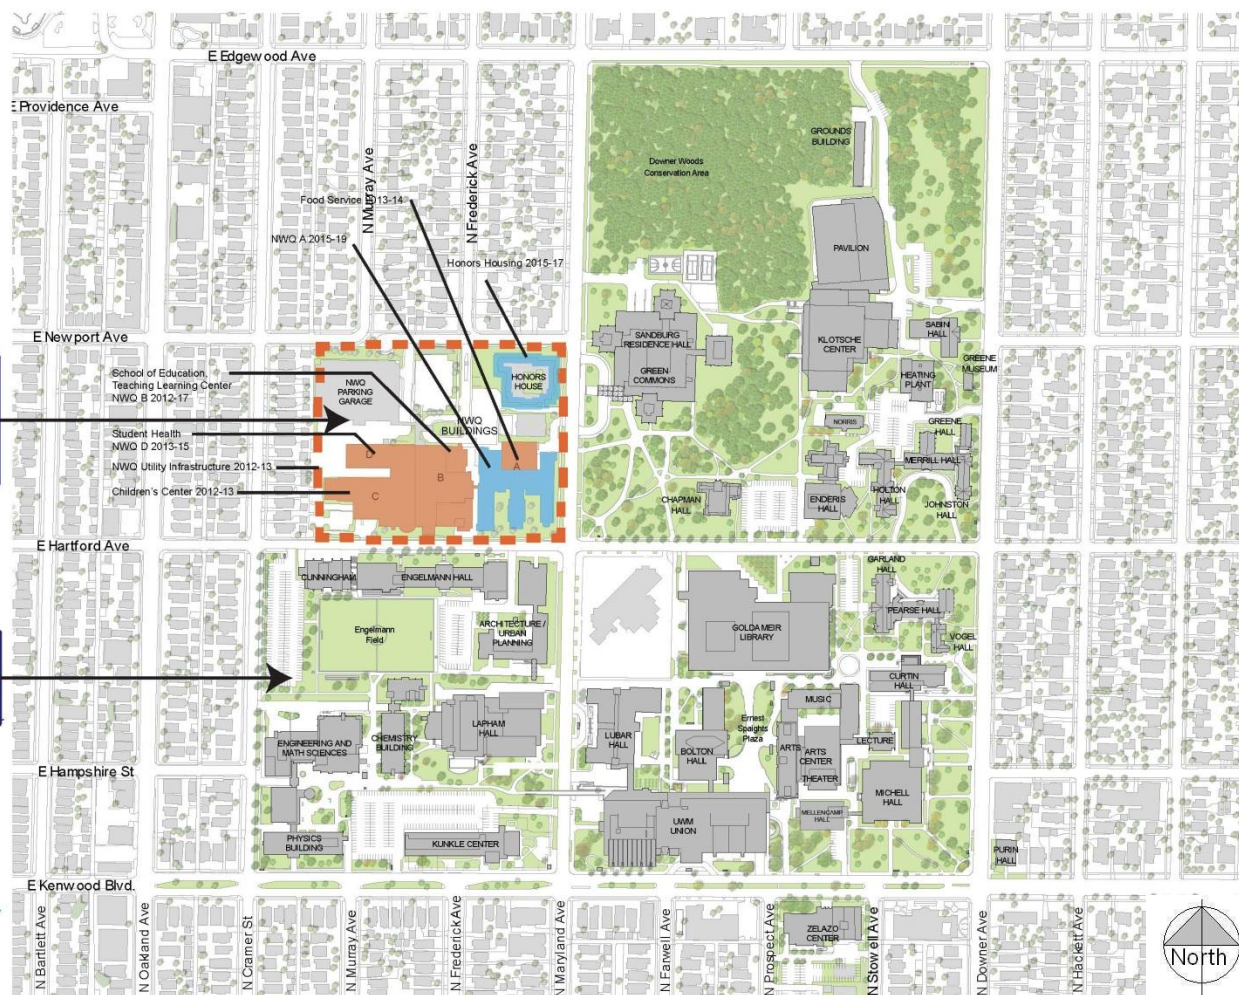 E Edgewood Ave
E Providence Ave
GROUNDS
BUILDING
Downer Woods
Conservation Area
N Murray Ave
N Frederick Ave
Food Service 2013-14
NWQ A 2015-19
Honors Housing 2015-17
PAVILION
E Newport Ave
SANDBURG
RESIDENCE HALL
GREEN
COMMONS
KLOTSCHE
CENTER
SABIN
HALL
GREENE
MUSEUM
HEATING
PLANT
School of Education,
Teaching Learning Center
NWQ B 2012-17
NWQ
PARKING
GARAGE
HONORS
HOUSE
NWQ
BUILDINGS
NORRIS
GREENE
HALL
Student Health
NWQ D 2013-15
MERRILL HALL
NWQ Utility Infrastructure 2012-13
D
B
A
C
Children's Center 2012-13
CHAPMAN
HALL
ENDERIS
HALL
HOLTON
HALL
JOHNSTON
HALL
E Hartford Ave
GARLAND
HALL
CUNNINGHAM
ENGELMANN HALL
PEARSE HALL
Engelmann
Field
ARCHITECTURE /
URBAN
PLANNING
GOLDA MEIR
LIBRARY
VOGEL
HALL
CURTIN
HALL
MUSIC
LAPHAM
HALL
CHEMISTRY
BUILDING
ENGINEERING AND
MATH SCIENCES
LUBAR
HALL
BOLTON
HALL
Ernest
Spaights
Plaza
ARTS
ARTS
CENTER
THEATER
LECTURE
E Hampshire St
MICHELL
HALL
MELLENCAMP
HALL
UWM
UNION
PHYSICS
BUILDING
KUNKLE CENTER
PURIN
HALL
E Kenwood Blvd.
N Bartlett Ave
N Oakland Ave
N Cramer St
N Murray Ave
N Frederick Ave
N Maryland Ave
N Farwell Ave
N Prospect Ave
ZELAZO
CENTER
N Stowell Ave
N Downer Ave
N Hackett Ave
North